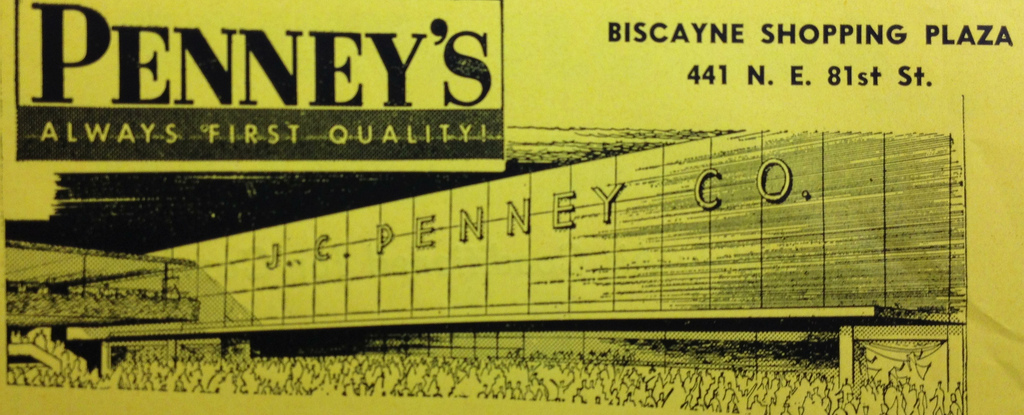 PENNEY'S
ALWAYS FIRST QUALITY!
BISCAYNE SHOPPING PLAZA
441 N. E. 81st St.
J. C. PENNEY CO.